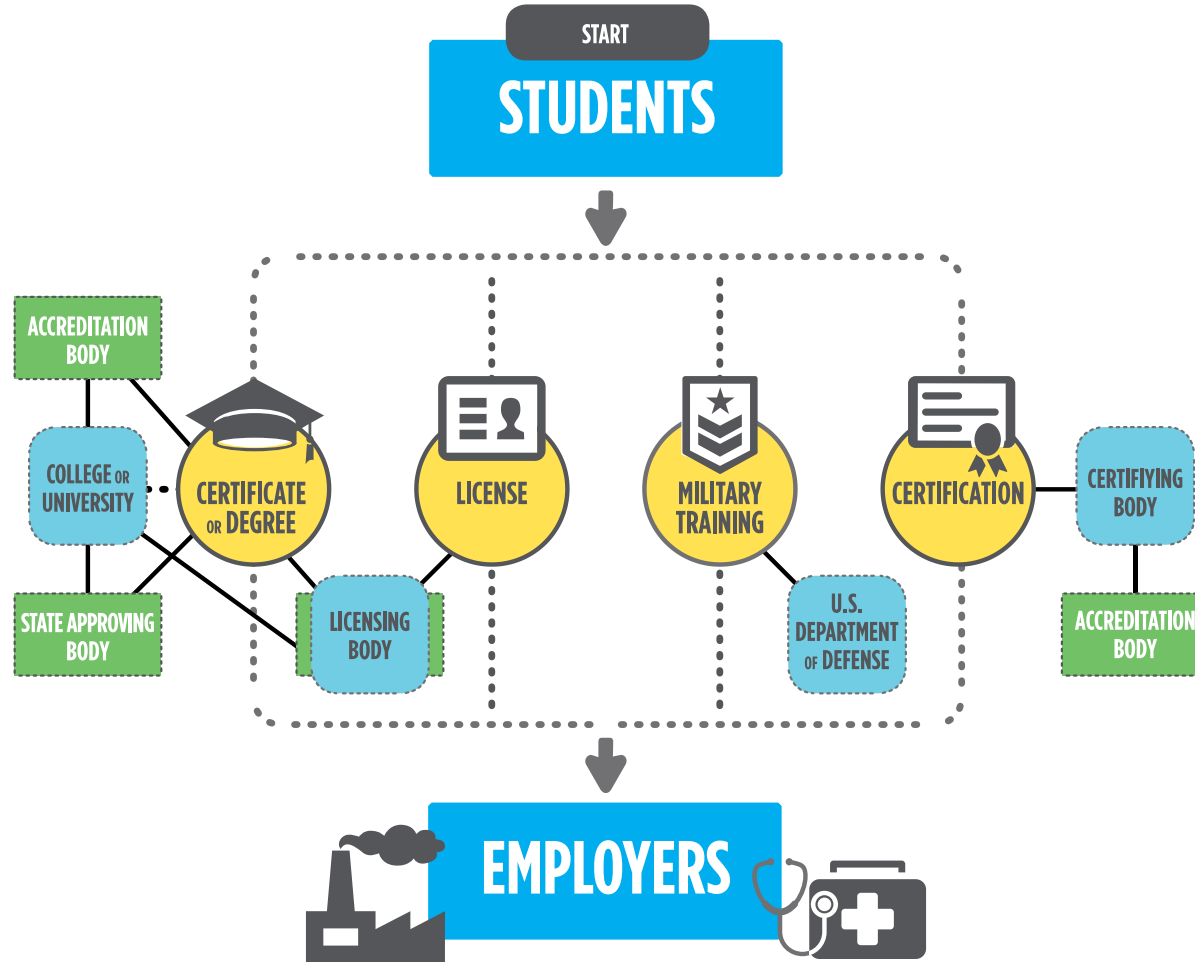 START
STUDENTS
ACCREDITATION
BODY
COLLEGE OR
UNIVERSITY
STATE APPROVING
BODY
CERTIFICATE
OR DEGREE
LICENSE
LICENSING
BODY
MILITARY
TRAINING
U.S.
DEPARTMENT
OF DEFENSE
CERTIFICATION
CERTIFIYING
BODY
ACCREDITATION
BODY
EMPLOYERS